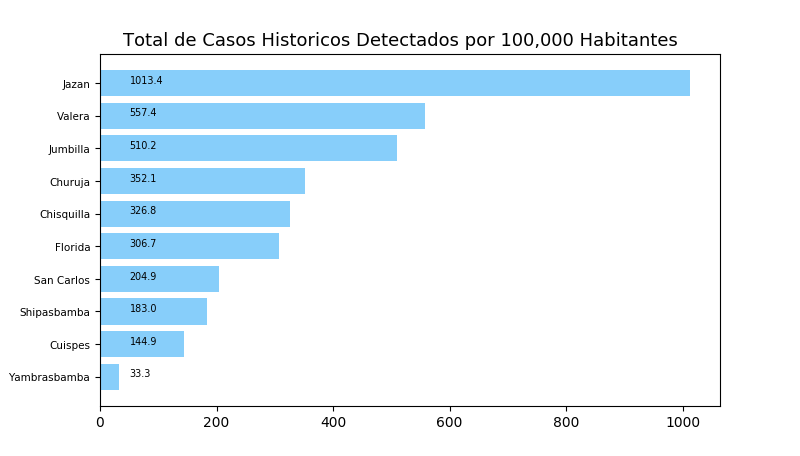 Total de Casos Historicos Detectados por 100,000 Habitantes
Jazan 1013.4
Valera 557.4
Jumbilla 510.2
Churuja 352.1
Chisquilla 326.8
Florida 306.7
San Carlos 204.9
Shipasbamba 183.0
Cuispes 144.9
Yambrasbamba 33.3
0 200 400 600 800 1000